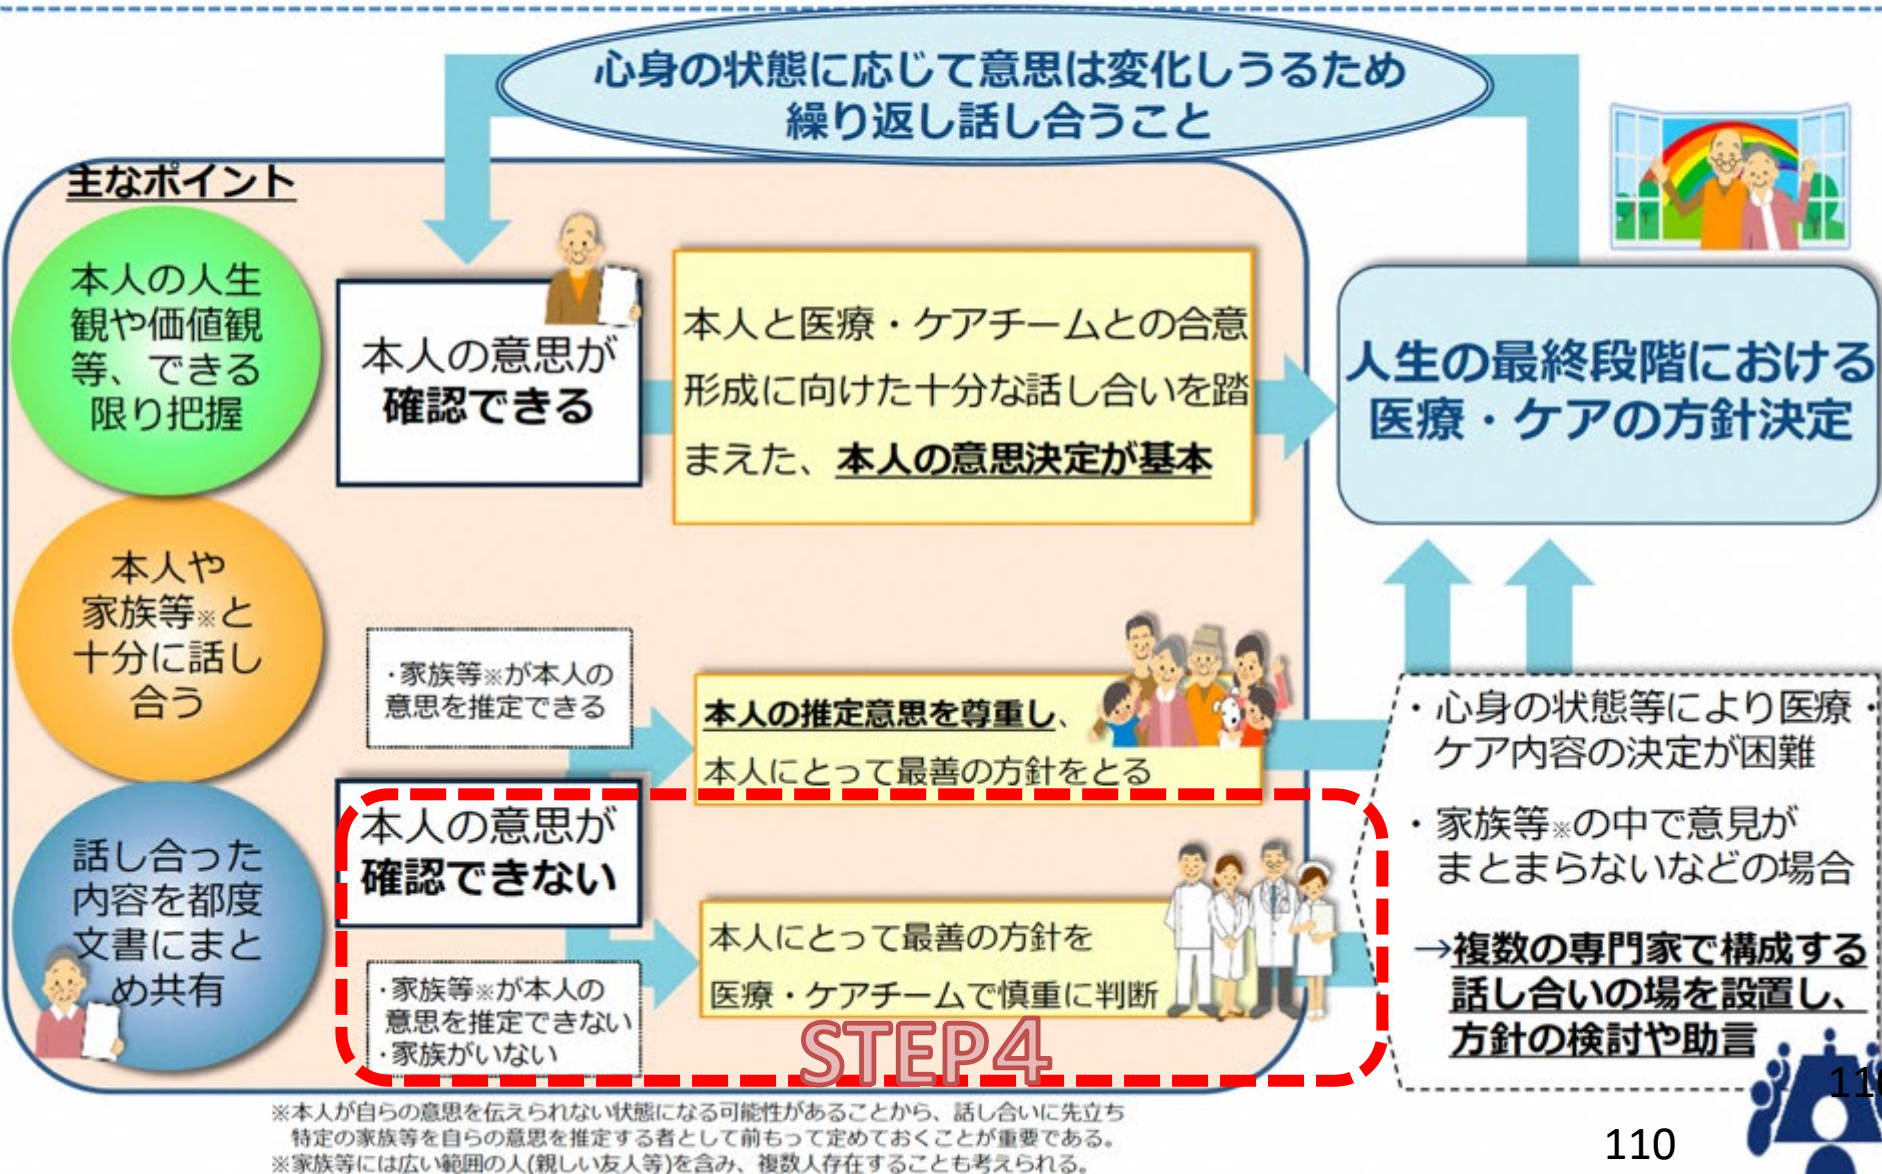 心身の状態に応じて意思は変化しうるため
繰り返し話し合うこと
主なポイント
本人の人生
観や価値観
等、できる
限り把握
本人や
家族等※と
十分に話し
合う
話し合った
内容を都度
文書にまと
め共有
本人の意思が
確認できる
本人と医療・ケアチームとの合意
形成に向けた十分な話し合いを踏
まえた、本人の意思決定が基本
人生の最終段階における
医療・ケアの方針決定
・家族等※が本人の
意思を推定できる
本人の推定意思を尊重し、
本人にとって最善の方針をとる
本人の意思が
確認できない
・家族等※が本人の
意思を推定できない
・家族がいない
本人にとって最善の方針を
医療・ケアチームで慎重に判断
STEP4
・心身の状態等により医療・
ケア内容の決定が困難
・家族等※の中で意見が
まとまらないなどの場合
→複数の専門家で構成する
話し合いの場を設置し、
方針の検討や助言
※本人が自らの意思を伝えられない状態になる可能性があることから、話し合いに先立ち
特定の家族等を自らの意思を推定する者として前もって定めておくことが重要である。
※家族等には広い範囲の人(親しい友人等)を含み、複数人存在することも考えられる。
110